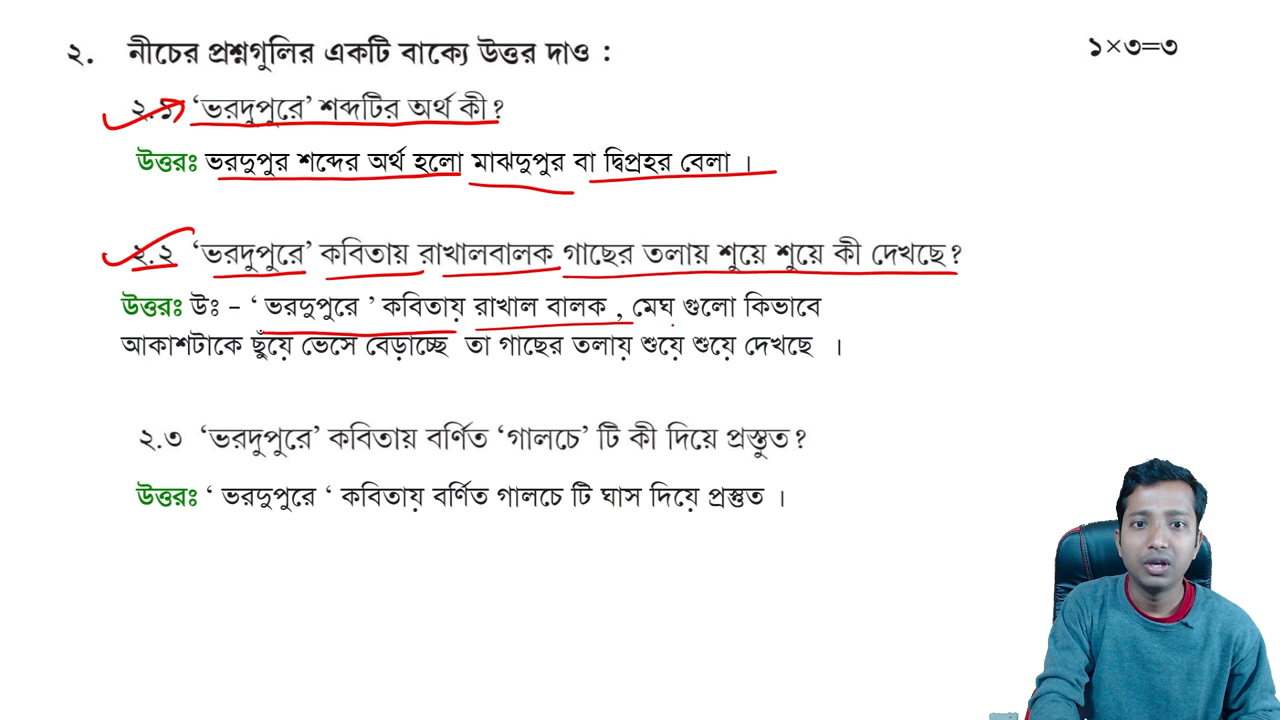 ২. নীচের প্রশ্নগুলির একটি বাক্যে উত্তর দাও : ১×৩=৩
২.১ ‘ভরদুপুরে’ শব্দটির অর্থ কী?
উত্তরঃ ভরদুপুর শব্দের অর্থ হলো মাঝদুপুর বা দ্বিপ্রহর বেলা ।
২.২ ‘ভরদুপুরে’ কবিতায় রাখালবালক গাছের তলায় শুয়ে শুয়ে কী দেখছে?
উত্তরঃ উঃ – ‘ ভরদুপুরে ’ কবিতায় রাখাল বালক , মেঘ গুলো কিভাবে
আকাশটাকে ছুঁয়ে ভেসে বেড়াচ্ছে তা গাছের তলায় শুয়ে শুয়ে দেখছে ।
২.৩ ‘ভরদুপুরে’ কবিতায় বর্ণিত ‘গালচে’ টি কী দিয়ে প্রস্তুত?
উত্তরঃ ‘ ভরদুপুরে ‘ কবিতায় বর্ণিত গালচে টি ঘাস দিয়ে প্রস্তুত ।